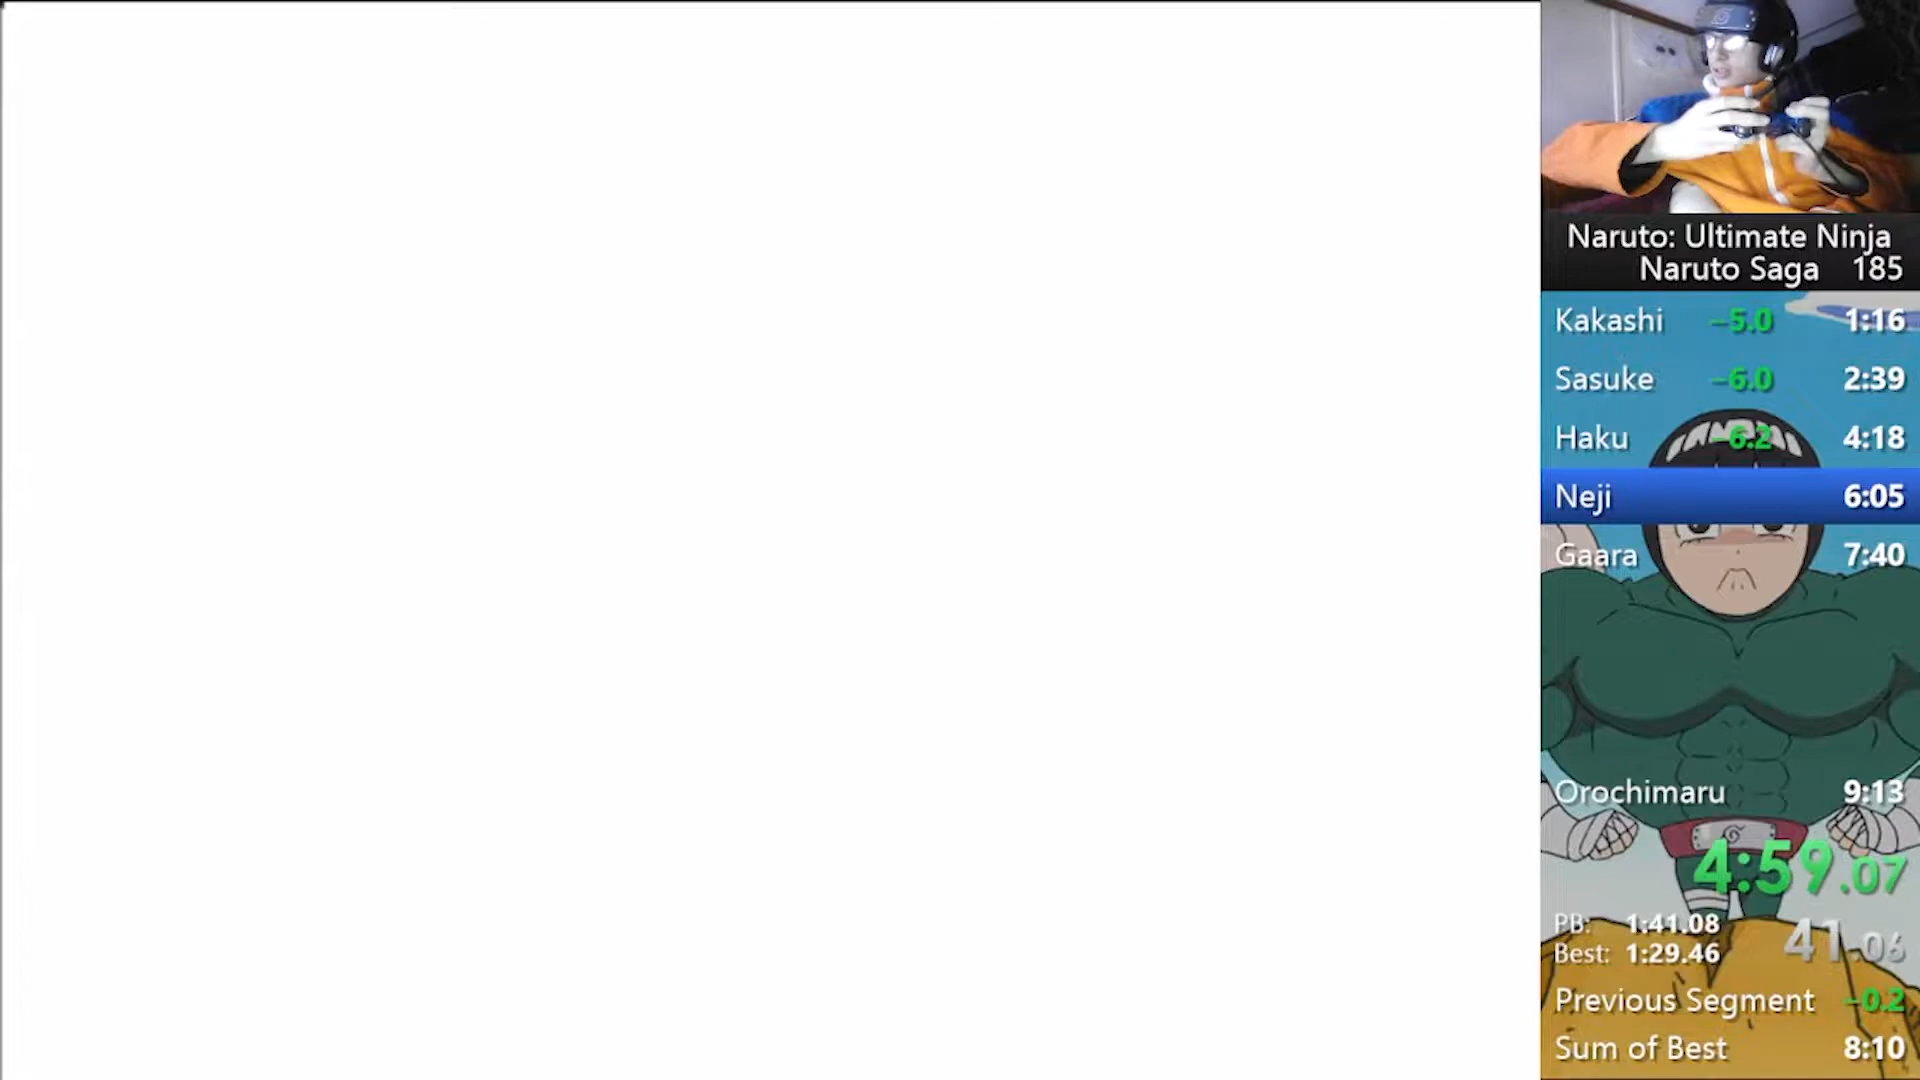 Naruto: Ultimate Ninja
Naruto Saga 185
Kakashi -5.0 1:16
Sasuke -6.0 2:39
Haku -6.2 4:18
Neji 6:05
Gaara 7:40
Orochimaru 9:13
4:59.07
PB: 1:41.08
Best: 1:29.46
41.06
Previous Segment -0.2
Sum of Best 8:10